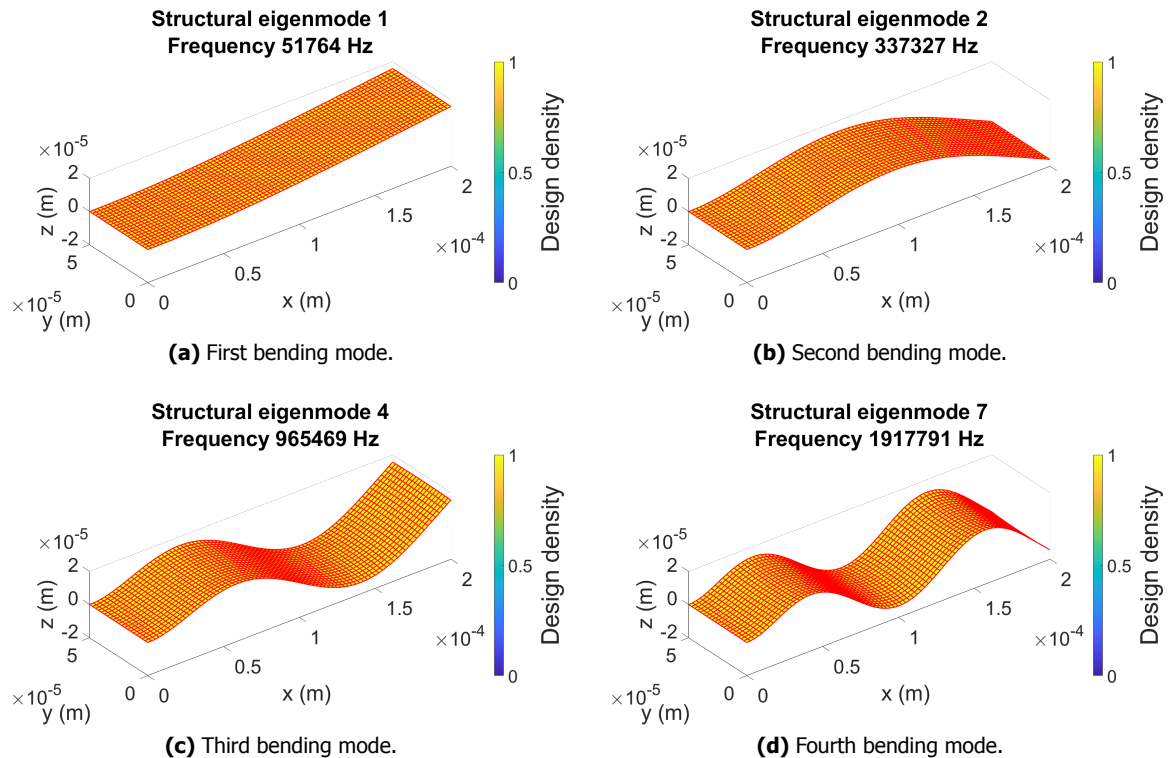 Structural eigenmode 1
Frequency 51764 Hz
×10-5
2
0
-2
z (m)
5
0
×10-5
y (m)
0
0.5
1
1.5
2
×10-4
x (m)
1
0.5
0
Design density
(a) First bending mode.
Structural eigenmode 2
Frequency 337327 Hz
×10-5
2
0
-2
z (m)
5
0
×10-5
y (m)
0
0.5
1
1.5
2
×10-4
x (m)
1
0.5
0
Design density
(b) Second bending mode.
Structural eigenmode 4
Frequency 965469 Hz
×10-5
2
0
-2
z (m)
5
0
×10-5
y (m)
0
0.5
1
1.5
2
×10-4
x (m)
1
0.5
0
Design density
(c) Third bending mode.
Structural eigenmode 7
Frequency 1917791 Hz
×10-5
2
0
-2
z (m)
5
0
×10-5
y (m)
0
0.5
1
1.5
2
×10-4
x (m)
1
0.5
0
Design density
(d) Fourth bending mode.